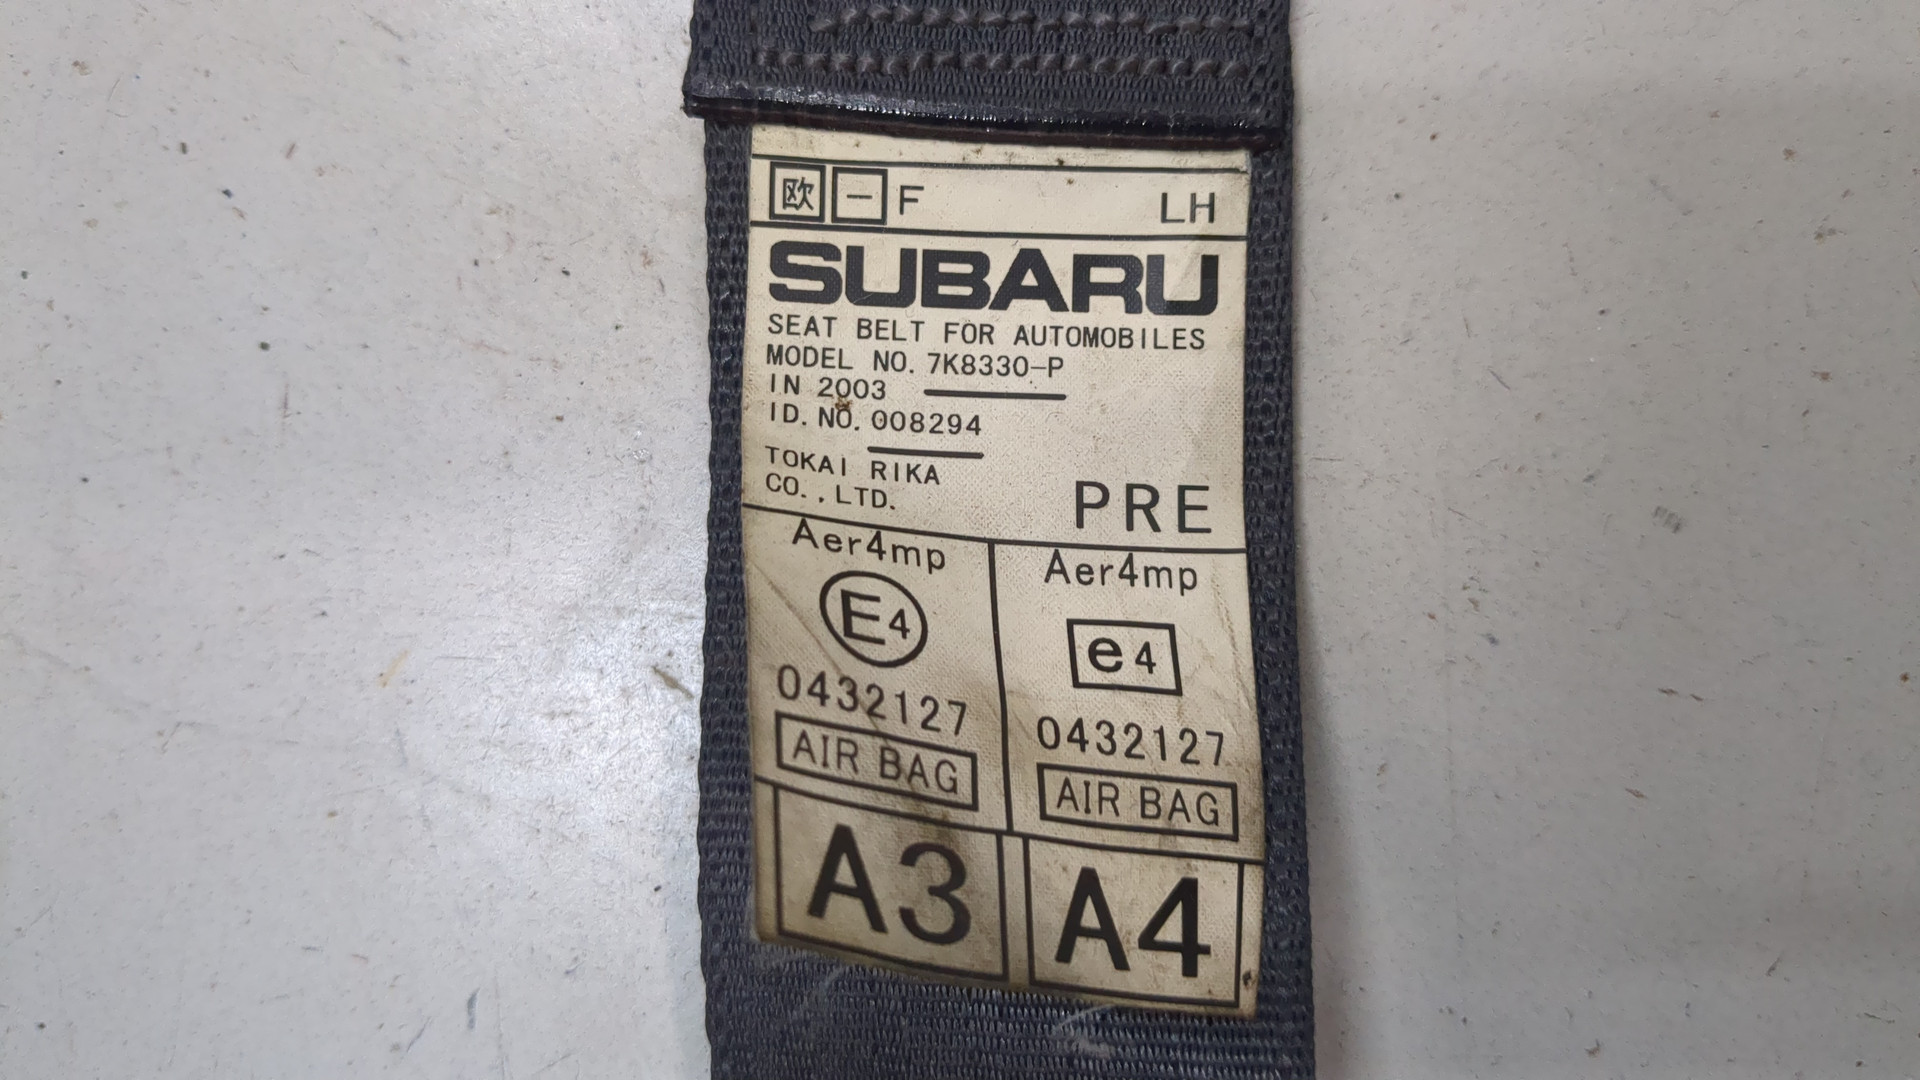 欧 一 F LH
SUBARU
SEAT BELT FOR AUTOMOBILES
MODEL NO. 7K8330-P
IN 2003
ID. NO. 008294
TOKAI RIKA
CO., LTD.
PRE
Aer4mp
E4
0432127
AIR BAG
A3
Aer4mp
e4
0432127
AIR BAG
A4